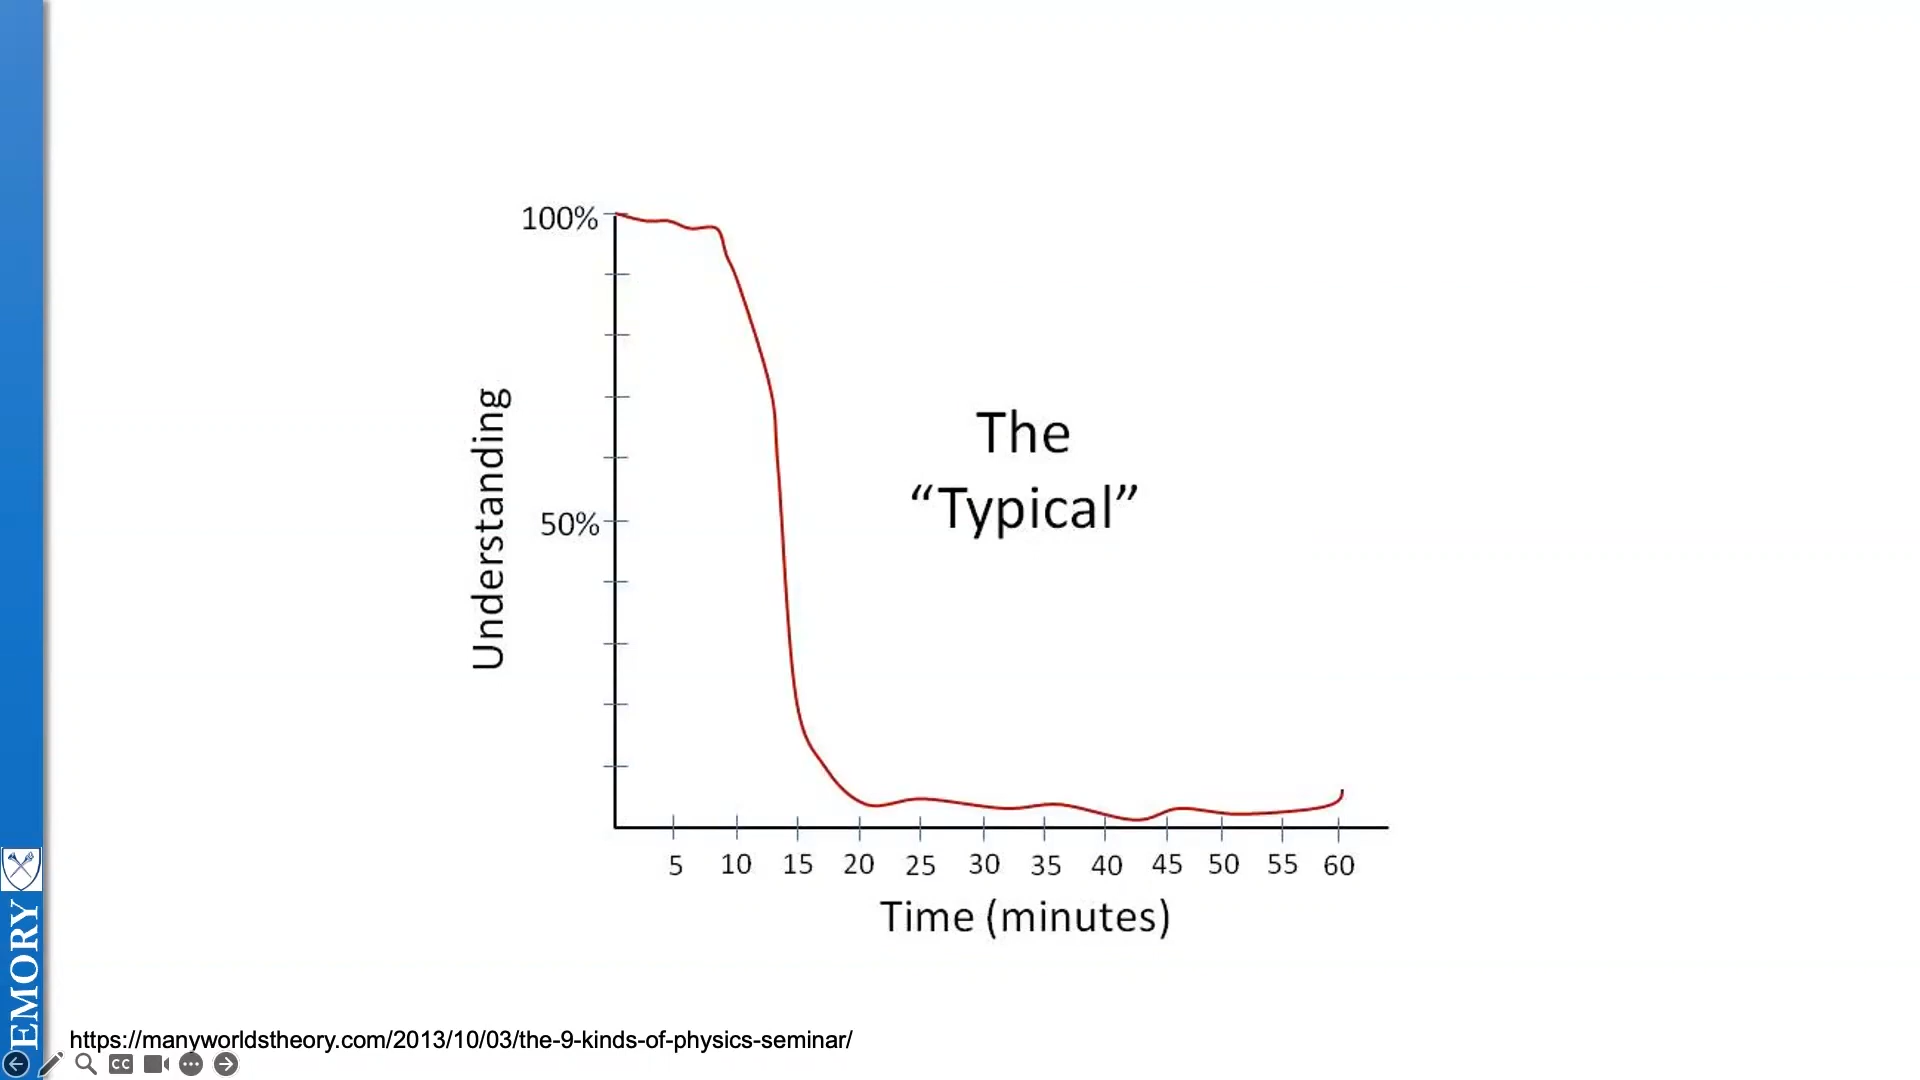 100%
50%
Understanding
The
“Typical”
5 10 15 20 25 30 35 40 45 50 55 60
Time (minutes)
EMORY
https://manyworldstheory.com/2013/10/03/the-9-kinds-of-physics-seminar/
CC